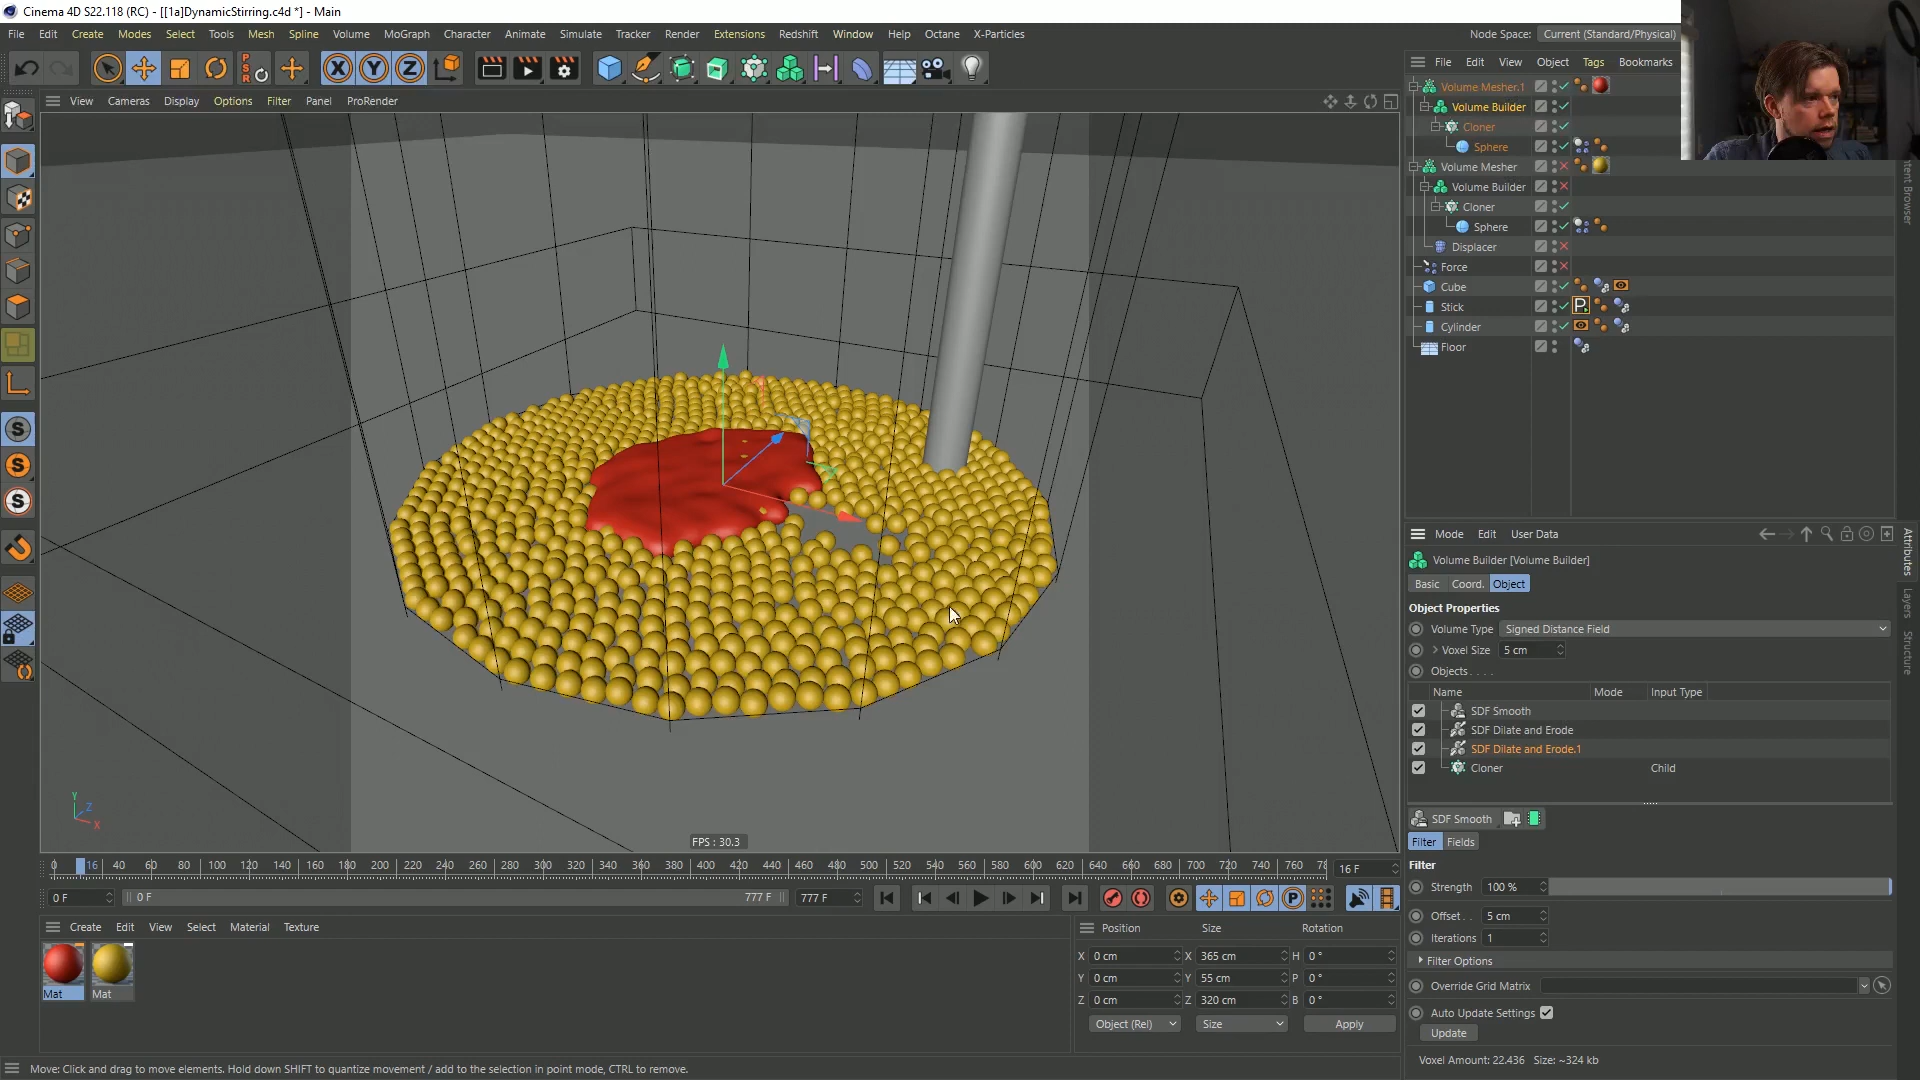 Cinema 4D S22.118 (RC) - [[1a]DynamicStirring.c4d *] - Main
File Edit Create Modes Select Tools Mesh Spline Volume MoGraph Character Animate Simulate Tracker Render Extensions Redshift Window Help Octane X-Particles
Node Space: Current (Standard/Physical)
File Edit View Object Tags Bookmarks
View Cameras Display Options Filter Panel ProRender
Volume Mesher.1
Volume Builder
Cloner
Sphere
Volume Mesher
Volume Builder
Cloner
Sphere
Displacer
Force
Cube
Stick
Cylinder
Floor
Mode Edit User Data
Attributes
Layers
Structure
Volume Builder [Volume Builder]
Basic Coord. Object
Object Properties
Volume Type Signed Distance Field
Voxel Size 5 cm
Objects . . . .
Name Mode Input Type
SDF Smooth
SDF Dilate and Erode
SDF Dilate and Erode.1
Cloner Child
SDF Smooth
Filter Fields
Filter
Strength 100 %
Offset . . 5 cm
Iterations 1
Filter Options
Override Grid Matrix
Auto Update Settings
Update
Voxel Amount: 22.436 Size: ~324 kb
Y Z X
FPS : 30.3
0 16 40 60 80 100 120 140 160 180 200 220 240 260 280 300 320 340 360 380 400 420 440 460 480 500 520 540 560 580 600 620 640 660 680 700 720 740 760 78 16 F
0 F 0 F 777 F 777 F
Create Edit View Select Material Texture
Mat Mat
Position Size Rotation
X 0 cm X 365 cm H 0 °
Y 0 cm Y 55 cm P 0 °
Z 0 cm Z 320 cm B 0 °
Object (Rel) Size Apply
Move: Click and drag to move elements. Hold down SHIFT to quantize movement / add to the selection in point mode, CTRL to remove.